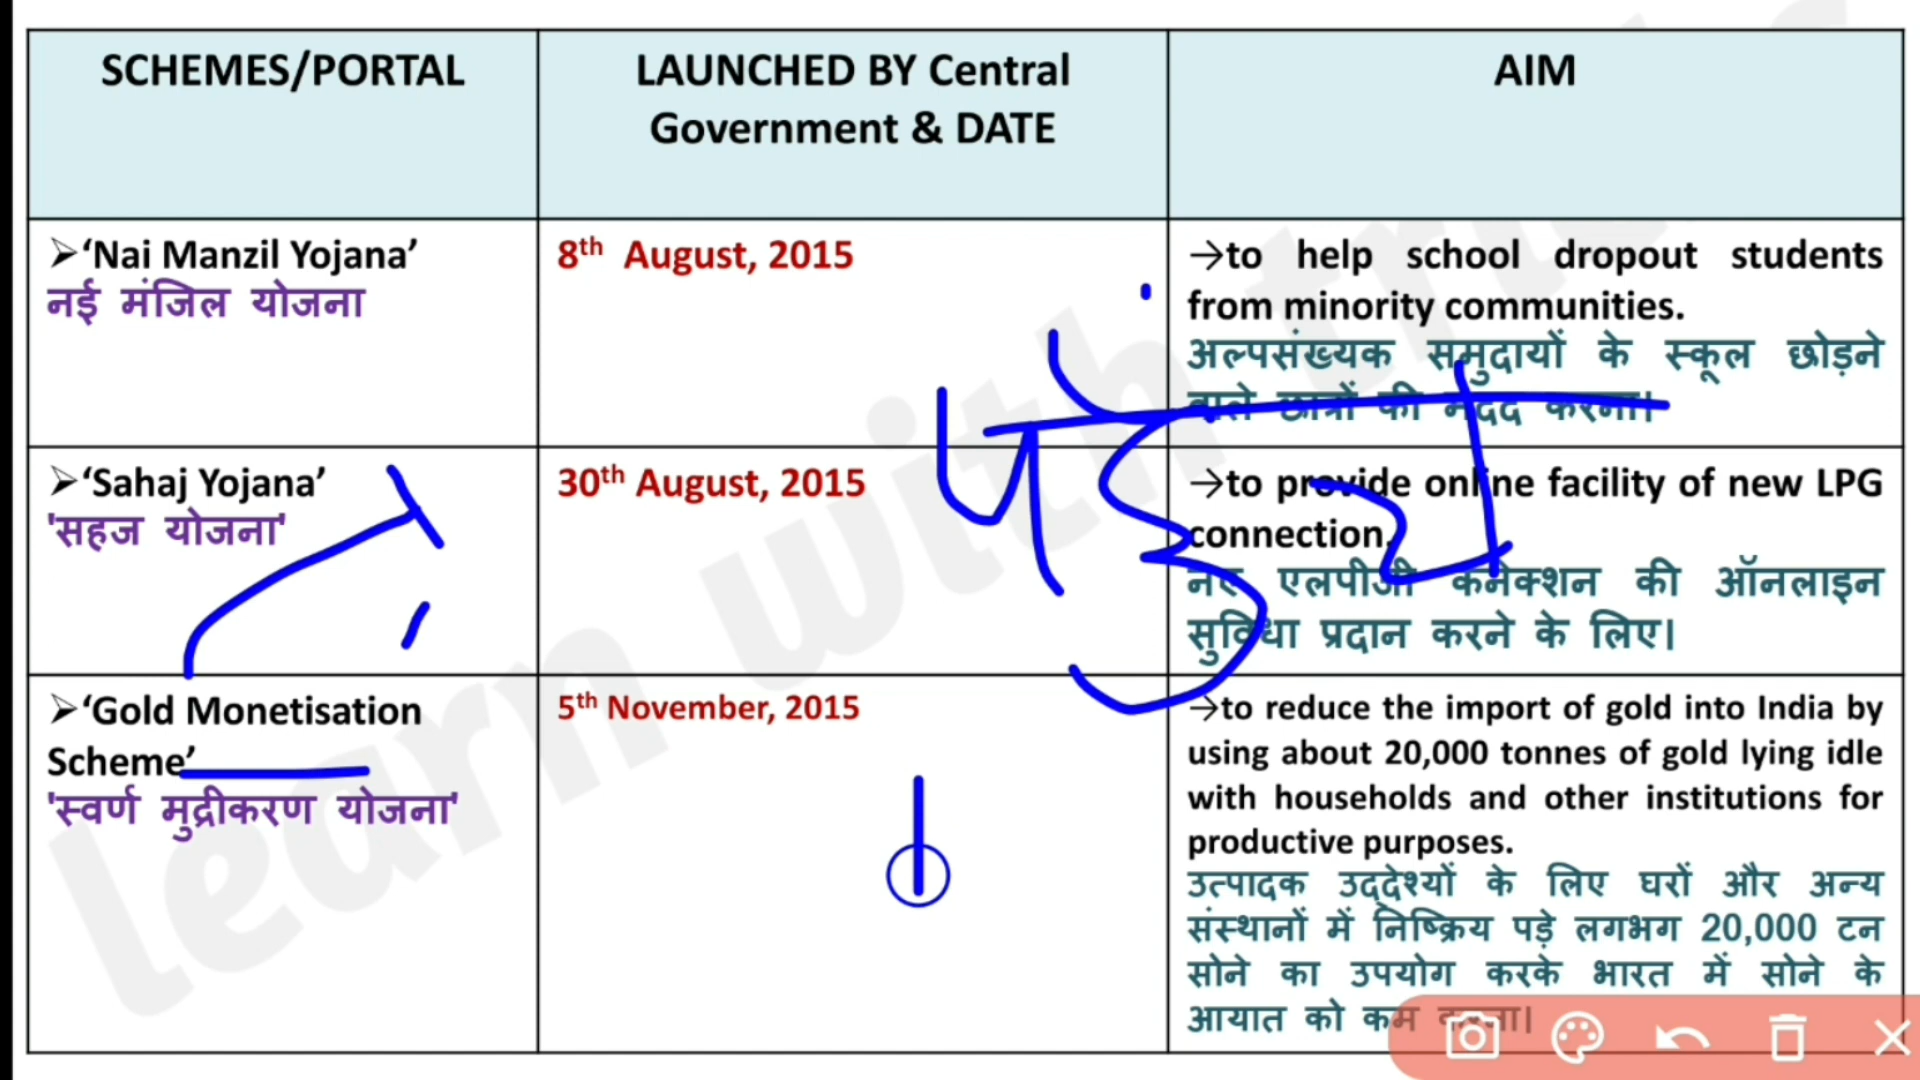 SCHEMES/PORTAL
LAUNCHED BY Central
Government & DATE
AIM
➢‘Nai Manzil Yojana’
नई मंजिल योजना
8th August, 2015
→to help school dropout students
from minority communities.
अल्पसंख्यक समुदायों के स्कूल छोड़ने
वाले छात्रों की मदद करना।
➢‘Sahaj Yojana’
'सहज योजना'
30th August, 2015
→to provide online facility of new LPG
connection.
नए एलपीजी कनेक्शन की ऑनलाइन
सुविधा प्रदान करने के लिए।
➢‘Gold Monetisation
Scheme’
'स्वर्ण मुद्रीकरण योजना'
5th November, 2015
→to reduce the import of gold into India by
using about 20,000 tonnes of gold lying idle
with households and other institutions for
productive purposes.
उत्पादक उद्देश्यों के लिए घरों और अन्य
संस्थानों में निष्क्रिय पड़े लगभग 20,000 टन
सोने का उपयोग करके भारत में सोने के
आयात को कम करना।
learn with